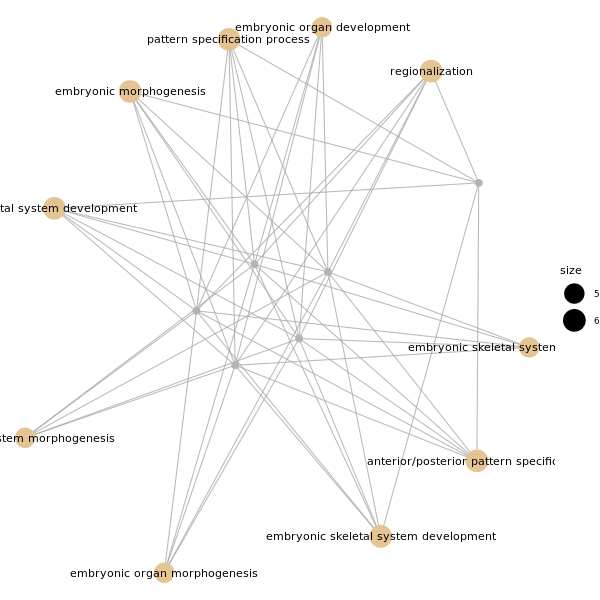 embryonic organ development
pattern specification process
regionalization
embryonic morphogenesis
tal system development
size
5
6
embryonic skeletal system
stem morphogenesis
anterior/posterior pattern specific
embryonic skeletal system development
embryonic organ morphogenesis